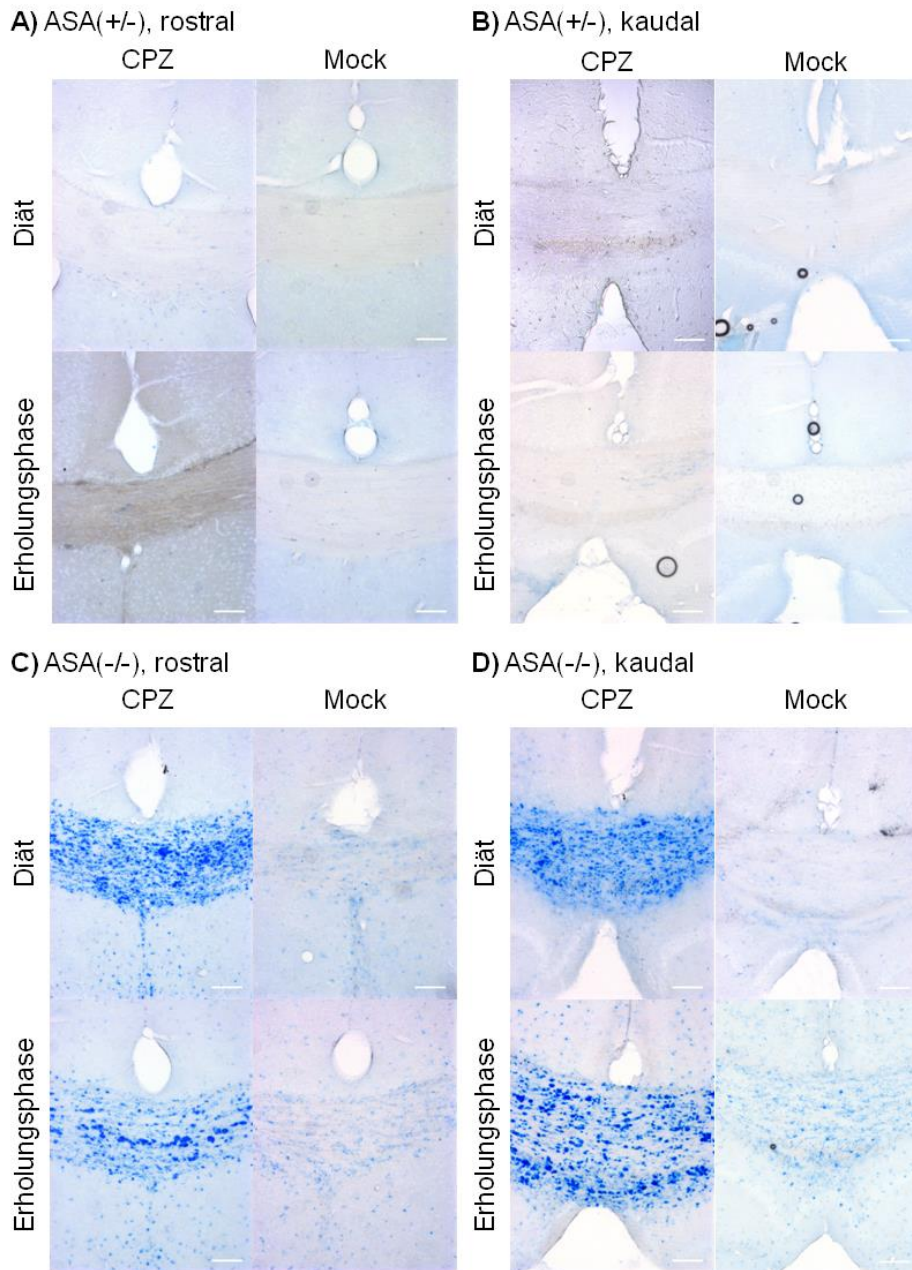 A) ASA(+/-), rostral
CPZ Mock
Diät
Erholungsphase
B) ASA(+/-), kaudal
CPZ Mock
Diät
Erholungsphase
C) ASA(-/-), rostral
CPZ Mock
Diät
Erholungsphase
D) ASA(-/-), kaudal
CPZ Mock
Diät
Erholungsphase